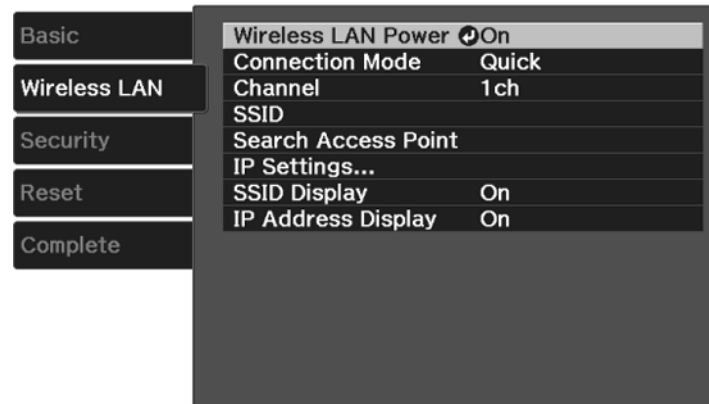 Basic
Wireless LAN
Security
Reset
Complete
Wireless LAN Power On
Connection Mode Quick
Channel 1ch
SSID
Search Access Point
IP Settings...
SSID Display On
IP Address Display On